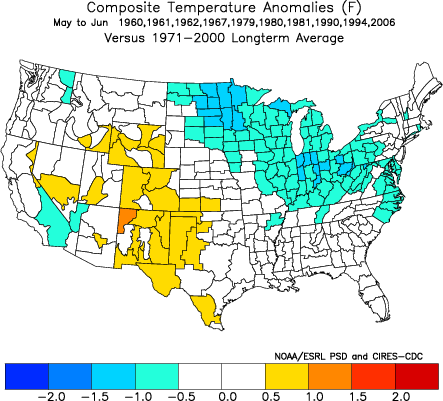 Composite Temperature Anomalies (F)
May to Jun 1960,1961,1962,1967,1979,1980,1981,1990,1994,2006
Versus 1971−2000 Longterm Average
NOAA/ESRL PSD and CIRES−CDC
−2.0 −1.5 −1.0 −0.5 0.0 0.5 1.0 1.5 2.0